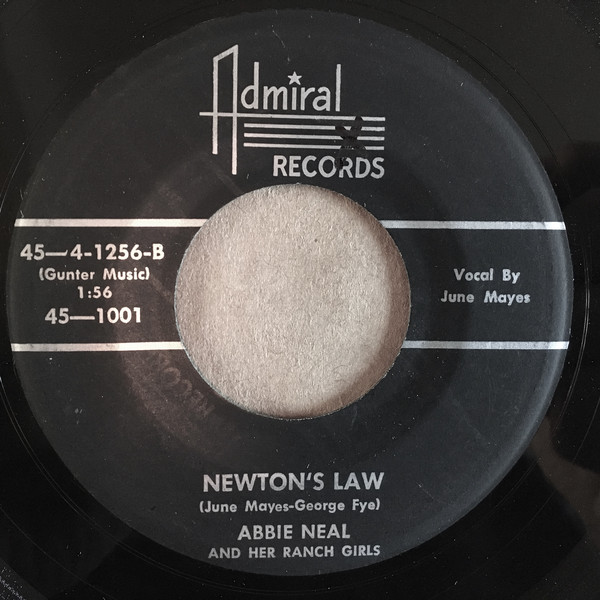 Admiral
RECORDS
45—4-1256-B
(Gunter Music)
1:56
45—1001
Vocal By
June Mayes
NEWTON'S LAW
(June Mayes-George Fye)
ABBIE NEAL
AND HER RANCH GIRLS